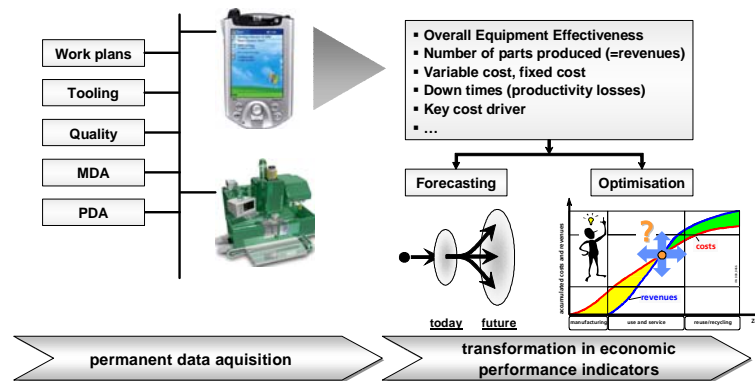 Work plans
Tooling
Quality
MDA
PDA
▪ Overall Equipment Effectiveness
▪ Number of parts produced (=revenues)
▪ Variable cost, fixed cost
▪ Down times (productivity losses)
▪ Key cost driver
▪ ...
Forecasting
Optimisation
today
future
accumulated costs and revenues
?
costs
revenues
manufacturing
use and service
reuse/recycling
permanent data aquisition
transformation in economic
performance indicators